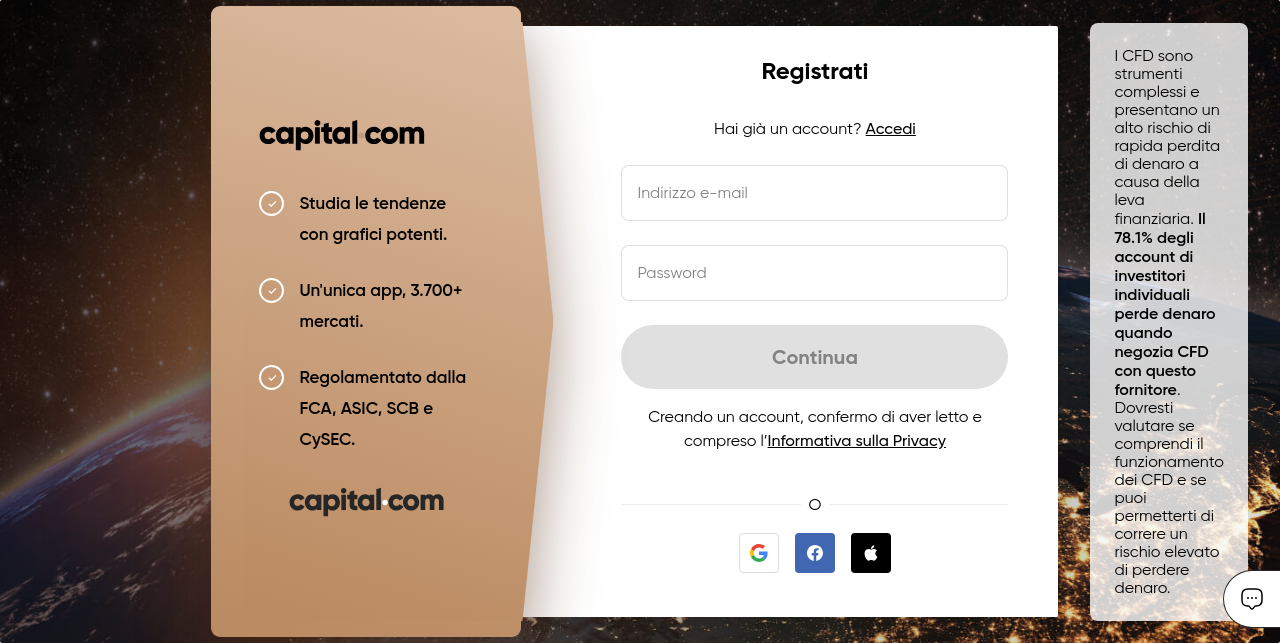 capital com
Studia le tendenze
con grafici potenti.
Un'unica app, 3.700+
mercati.
Regolamentato dalla
FCA, ASIC, SCB e
CySEC.
capital.com
Registrati
Hai già un account? Accedi
Indirizzo e-mail
Password
Continua
Creando un account, confermo di aver letto e
compreso l’Informativa sulla Privacy
O
I CFD sono
strumenti
complessi e
presentano un
alto rischio di
rapida perdita
di denaro a
causa della
leva
finanziaria. Il
78.1% degli
account di
investitori
individuali
perde denaro
quando
negozia CFD
con questo
fornitore.
Dovresti
valutare se
comprendi il
funzionamento
dei CFD e se
puoi
permetterti di
correre un
rischio elevato
di perdere
denaro.